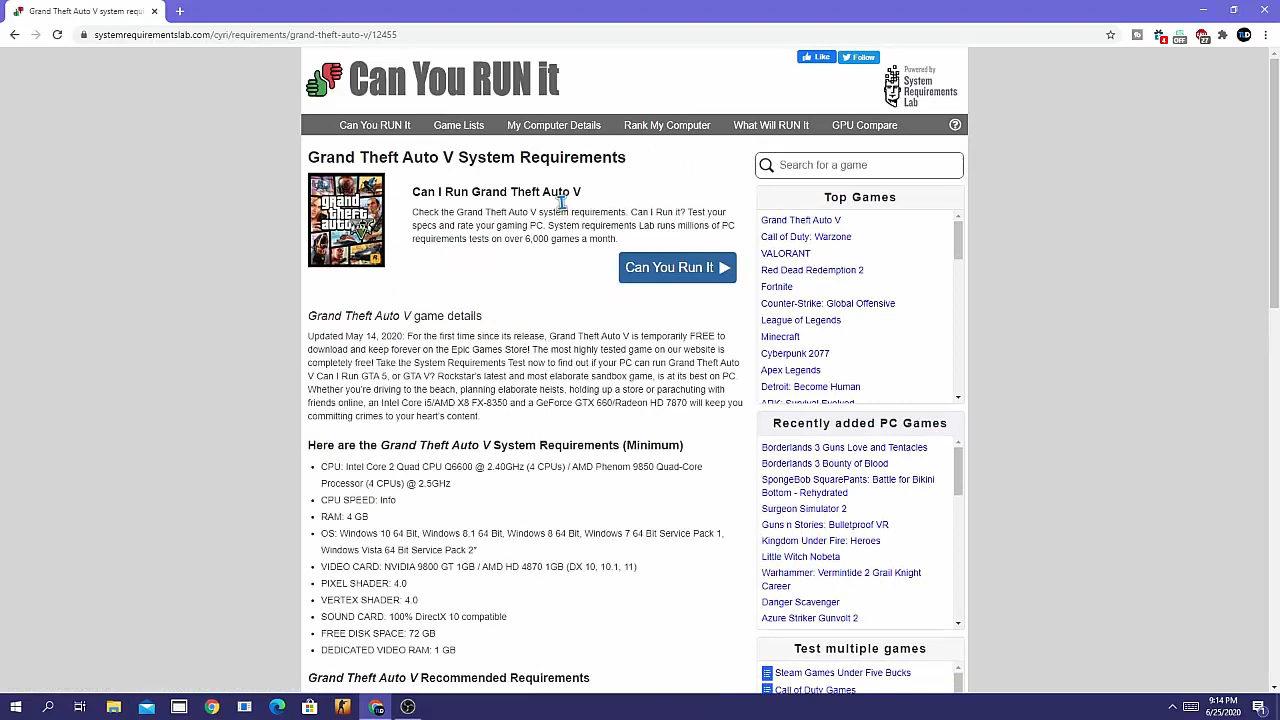 Grand Theft Auto V System requi
systemrequirementslab.com/cyri/requirements/grand-theft-auto-v/12455
4
OFF
27
TLD
Can You RUN it
Like
Follow
Powered by
System
Requirements
Lab
Can You RUN It
Game Lists
My Computer Details
Rank My Computer
What Will RUN It
GPU Compare
Grand Theft Auto V System Requirements
Search for a game
grand
theft
auto
Can I Run Grand Theft Auto V
Check the Grand Theft Auto V system requirements. Can I Run it? Test your
specs and rate your gaming PC. System requirements Lab runs millions of PC
requirements tests on over 6,000 games a month.
Can You Run It
Top Games
Grand Theft Auto V
Call of Duty: Warzone
VALORANT
Red Dead Redemption 2
Fortnite
Counter-Strike: Global Offensive
League of Legends
Minecraft
Cyberpunk 2077
Apex Legends
Detroit: Become Human
ARK: Survival Evolved
Grand Theft Auto V game details
Updated May 14, 2020: For the first time since its release, Grand Theft Auto V is temporarily FREE to
download and keep forever on the Epic Games Store! The most highly tested game on our website is
completely free! Take the System Requirements Test now to find out if your PC can run Grand Theft Auto
V Can I Run GTA 5, or GTA V? Rockstar's latest and most elaborate sandbox game, is at its best on PC.
Whether you're driving to the beach, planning elaborate heists, holding up a store or parachuting with
friends online, an Intel Core i5/AMD X8 FX-8350 and a GeForce GTX 660/Radeon HD 7870 will keep you
committing crimes to your heart's content.
Recently added PC Games
Borderlands 3 Guns Love and Tentacles
Borderlands 3 Bounty of Blood
SpongeBob SquarePants: Battle for Bikini
Bottom - Rehydrated
Surgeon Simulator 2
Guns n Stories: Bulletproof VR
Kingdom Under Fire: Heroes
Little Witch Nobeta
Warhammer: Vermintide 2 Grail Knight
Career
Danger Scavenger
Azure Striker Gunvolt 2
Here are the Grand Theft Auto V System Requirements (Minimum)
CPU: Intel Core 2 Quad CPU Q6600 @ 2.40GHz (4 CPUs) / AMD Phenom 9850 Quad-Core
Processor (4 CPUs) @ 2.5GHz
CPU SPEED: Info
RAM: 4 GB
OS: Windows 10 64 Bit, Windows 8.1 64 Bit, Windows 8 64 Bit, Windows 7 64 Bit Service Pack 1,
Windows Vista 64 Bit Service Pack 2*
VIDEO CARD: NVIDIA 9800 GT 1GB / AMD HD 4870 1GB (DX 10, 10.1, 11)
PIXEL SHADER: 4.0
VERTEX SHADER: 4.0
SOUND CARD: 100% DirectX 10 compatible
FREE DISK SPACE: 72 GB
DEDICATED VIDEO RAM: 1 GB
Grand Theft Auto V Recommended Requirements
Test multiple games
Steam Games Under Five Bucks
Call of Duty Games
9:14 PM
6/25/2020